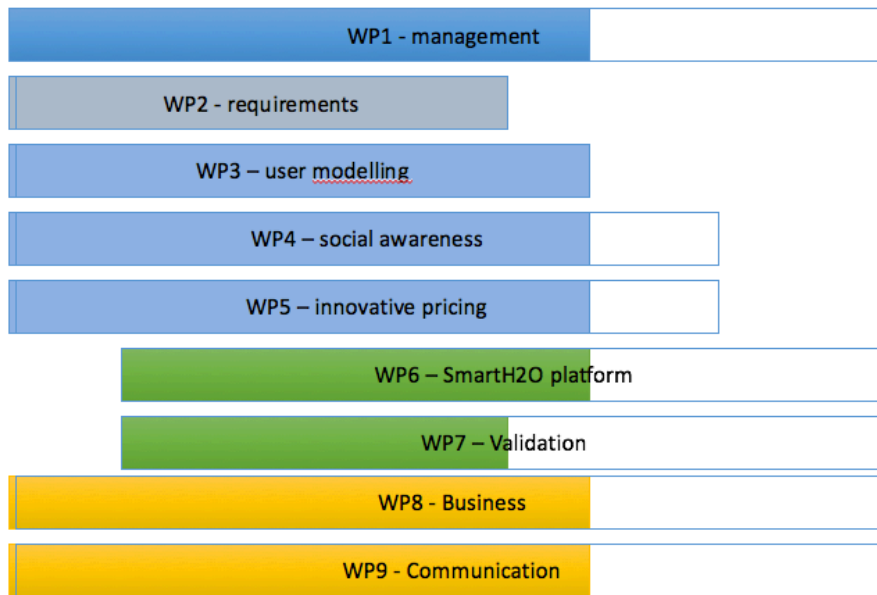 WP1 - management
WP2 - requirements
WP3 – user modelling
WP4 – social awareness
WP5 – innovative pricing
WP6 – SmartH2O platform
WP7 – Validation
WP8 - Business
WP9 - Communication